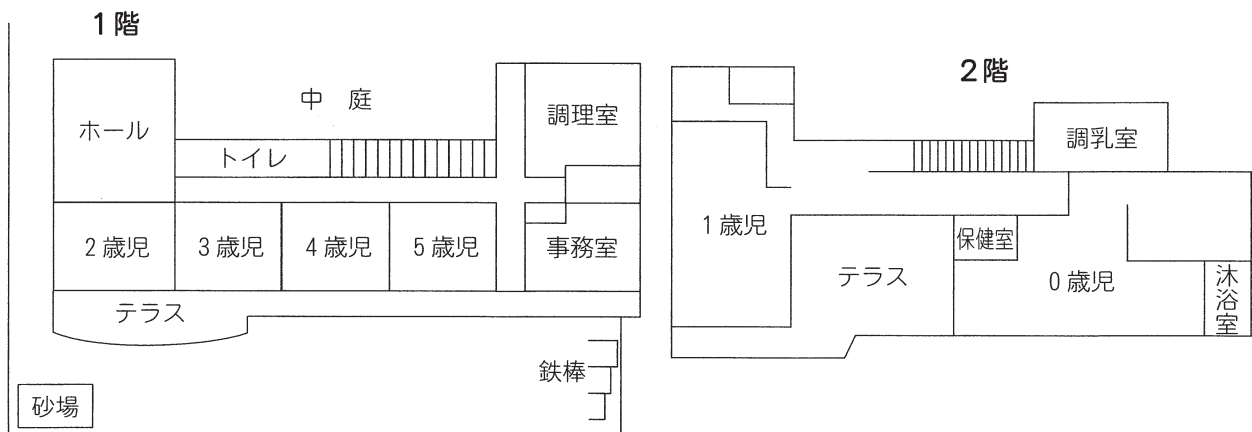 1階
中庭
ホール
調理室
トイレ
2歳児
3歳児
4歳児
5歳児
事務室
テラス
鉄棒
砂場
2階
調乳室
1歳児
保健室
テラス
0歳児
沐浴室